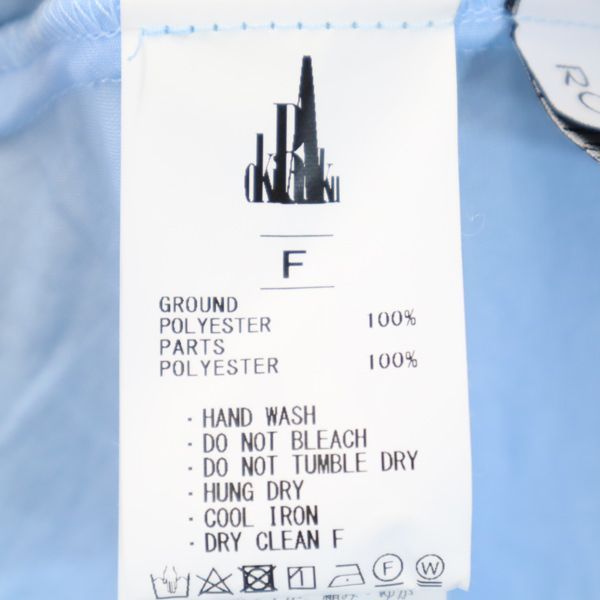 F
GROUND
POLYESTER 100%
PARTS
POLYESTER 100%
· HAND WASH
· DO NOT BLEACH
· DO NOT TUMBLE DRY
· HUNG DRY
· COOL IRON
· DRY CLEAN F
F W
RO